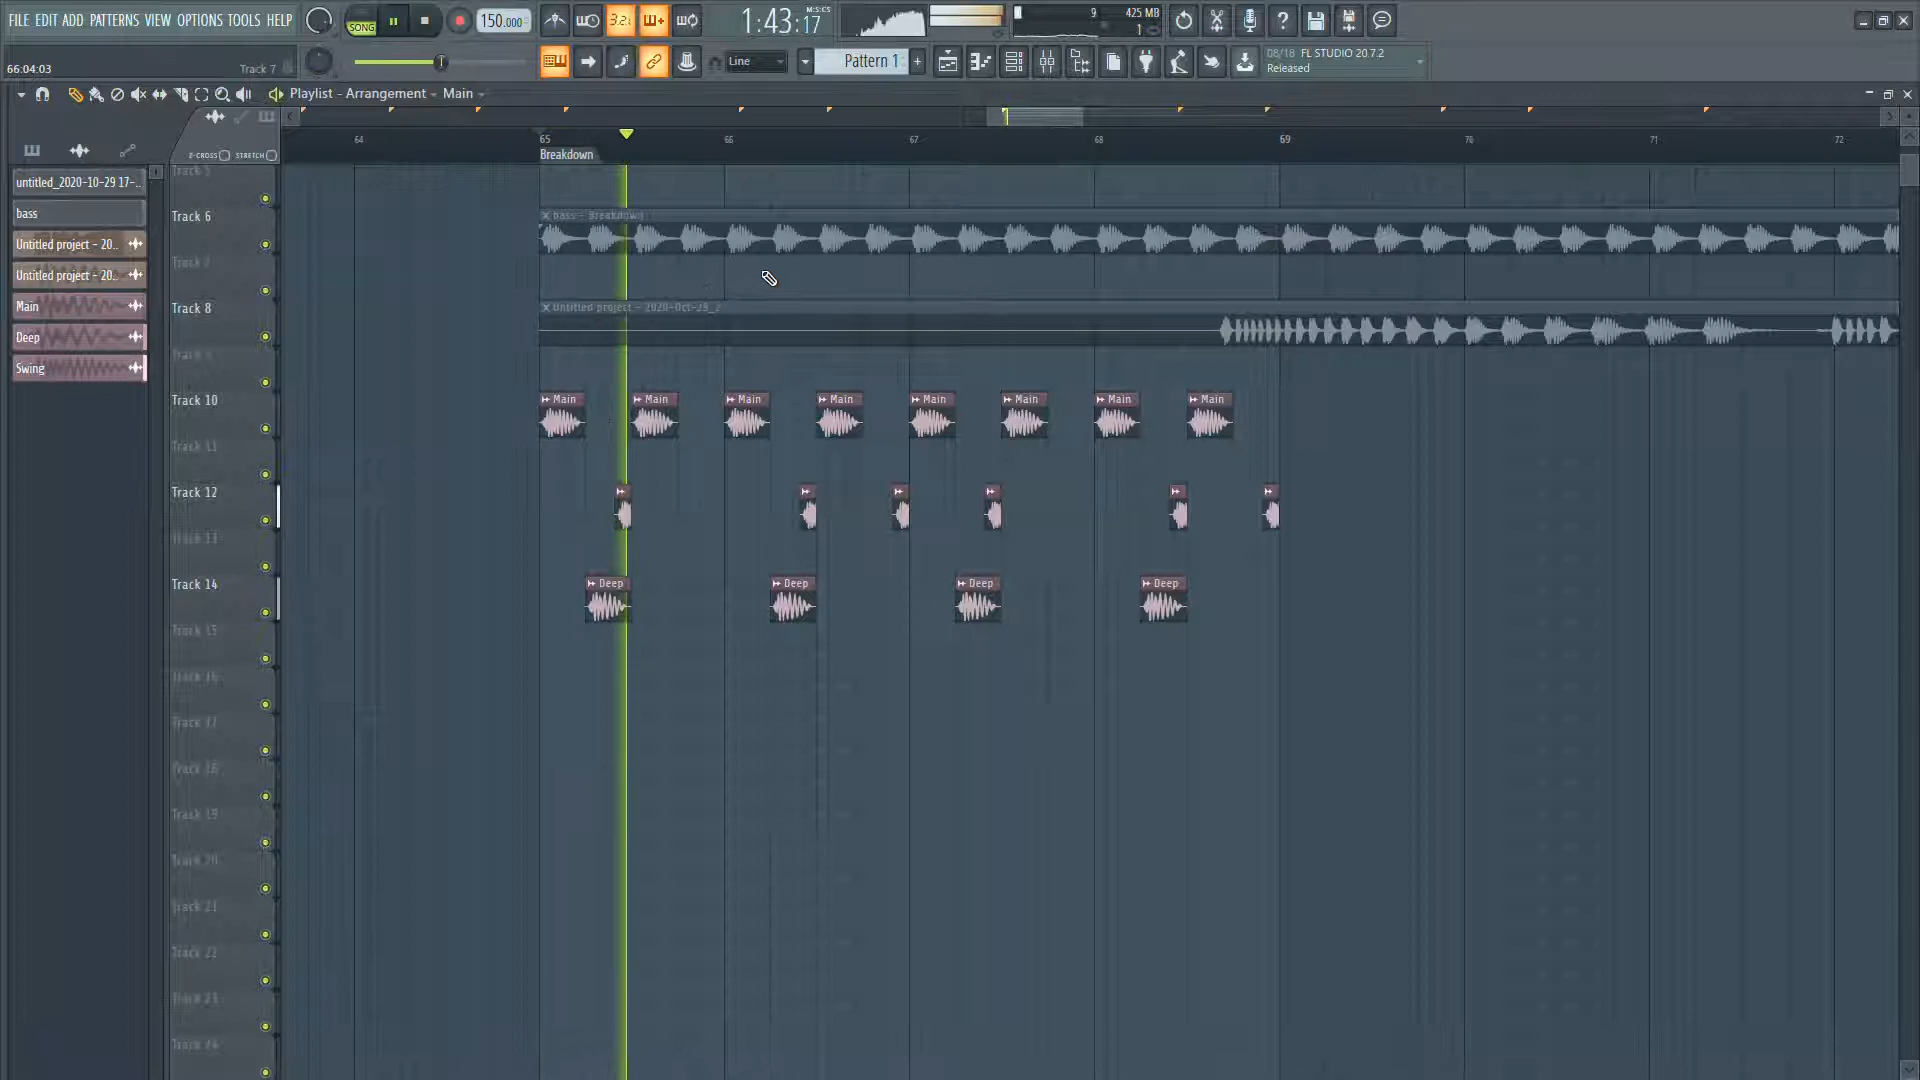 FILE EDIT ADD PATTERNS VIEW OPTIONS TOOLS HELP
SONG
150.000
3.2.
1:43:17
M:S:CS
9
425 MB
1
66:04:03
Track 7
Line
Pattern 1
08/18 FL STUDIO 20.7.2
Released
Playlist - Arrangement
Main
Z-CROSS
STRETCH
64
65
66
67
68
69
70
71
72
Breakdown
untitled_2020-10-29 17-..
bass
Untitled project - 20..
Untitled project - 20..
Main
Deep
Swing
Track 5
Track 6
bass - Breakdown
Track 7
Track 8
Untitled project - 2020-Oct-29_2
Track 9
Track 10
Main
Main
Main
Main
Main
Main
Main
Main
Track 11
Track 12
Track 13
Track 14
Deep
Deep
Deep
Deep
Track 15
Track 16
Track 17
Track 18
Track 19
Track 20
Track 21
Track 22
Track 23
Track 24